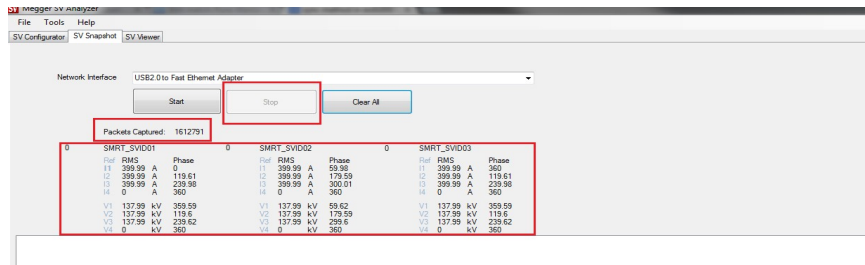 SV Megger SV Analyzer
File Tools Help
SV Configurator SV Snapshot SV Viewer
Network Interface USB2.0 to Fast Ethernet Adapter
Start Stop Clear All
Packets Captured: 1612791
0 SMRT_SVID01 0 SMRT_SVID02 0 SMRT_SVID03
Ref RMS Phase Ref RMS Phase Ref RMS Phase
I1 399.99 A 0 I1 399.99 A 59.98 I1 399.99 A 360
I2 399.99 A 119.61 I2 399.99 A 179.59 I2 399.99 A 119.61
I3 399.99 A 239.98 I3 399.99 A 300.01 I3 399.99 A 239.98
I4 0 A 360 I4 0 A 360 I4 0 A 360
V1 137.99 kV 359.59 V1 137.99 kV 59.62 V1 137.99 kV 359.59
V2 137.99 kV 119.6 V2 137.99 kV 179.59 V2 137.99 kV 119.6
V3 137.99 kV 239.62 V3 137.99 kV 299.6 V3 137.99 kV 239.62
V4 0 kV 360 V4 0 kV 360 V4 0 kV 360